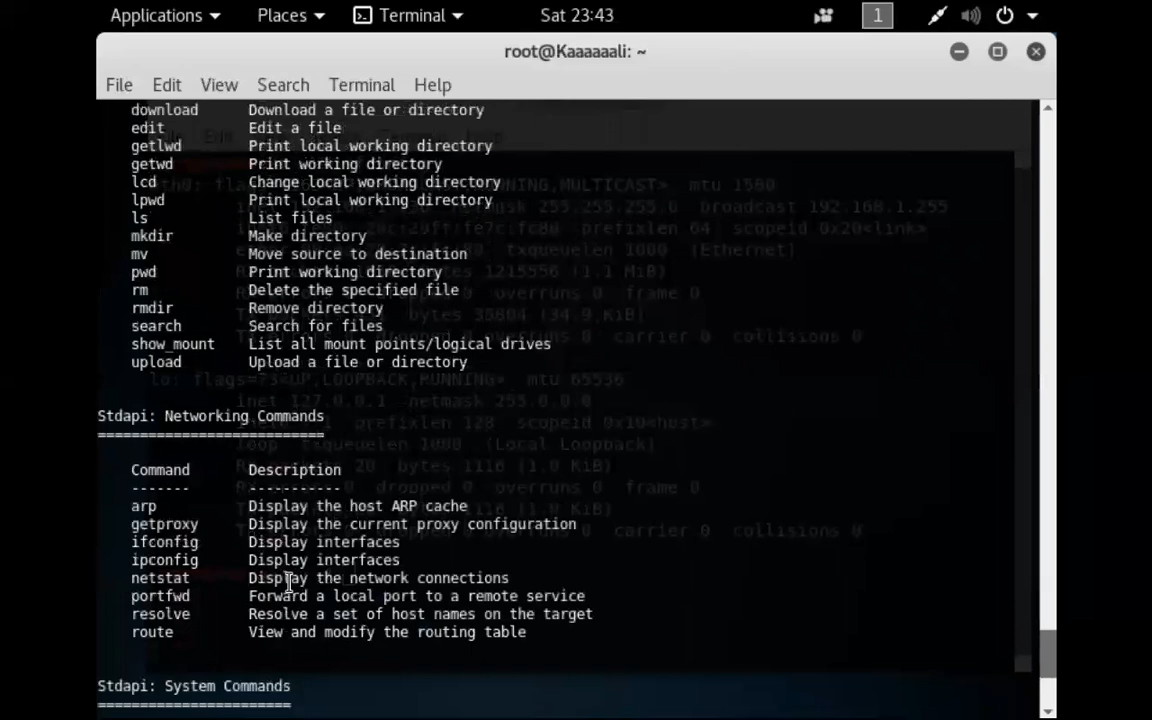 Applications Places Terminal Sat 23:43 1
root@Kaaaaaali: ~
File Edit View Search Terminal Help
download Download a file or directory
edit Edit a file
getlwd Print local working directory
getwd Print working directory
lcd Change local working directory
lpwd Print local working directory
ls List files
mkdir Make directory
mv Move source to destination
pwd Print working directory
rm Delete the specified file
rmdir Remove directory
search Search for files
show_mount List all mount points/logical drives
upload Upload a file or directory
Stdapi: Networking Commands
===========================
Command Description
------- -----------
arp Display the host ARP cache
getproxy Display the current proxy configuration
ifconfig Display interfaces
ipconfig Display interfaces
netstat Display the network connections
portfwd Forward a local port to a remote service
resolve Resolve a set of host names on the target
route View and modify the routing table
Stdapi: System Commands
=======================